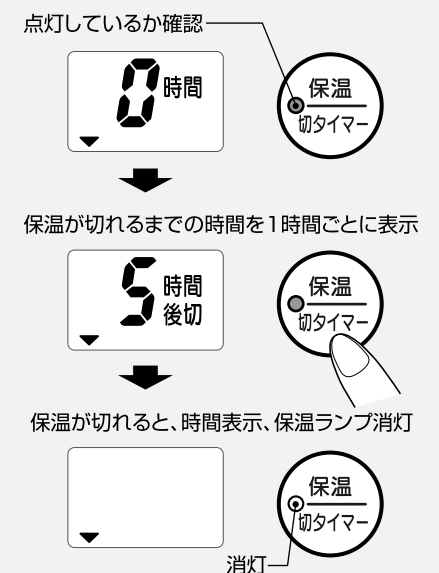 点灯しているか確認
0時間
保温
切タイマー
保温が切れるまでの時間を1時間ごとに表示
5時間
後切
保温
切タイマー
保温が切れると、時間表示、保温ランプ消灯
保温
切タイマー
消灯